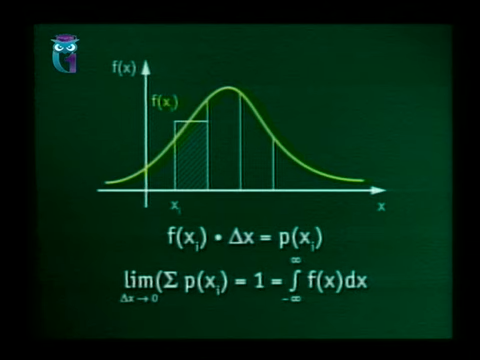 f(x)
f(xᵢ)
xᵢ
x
f(xᵢ) • Δx = p(xᵢ)
lim(Σ p(xᵢ) = 1 = ∫ f(x)dx
Δx → 0
∞
-∞